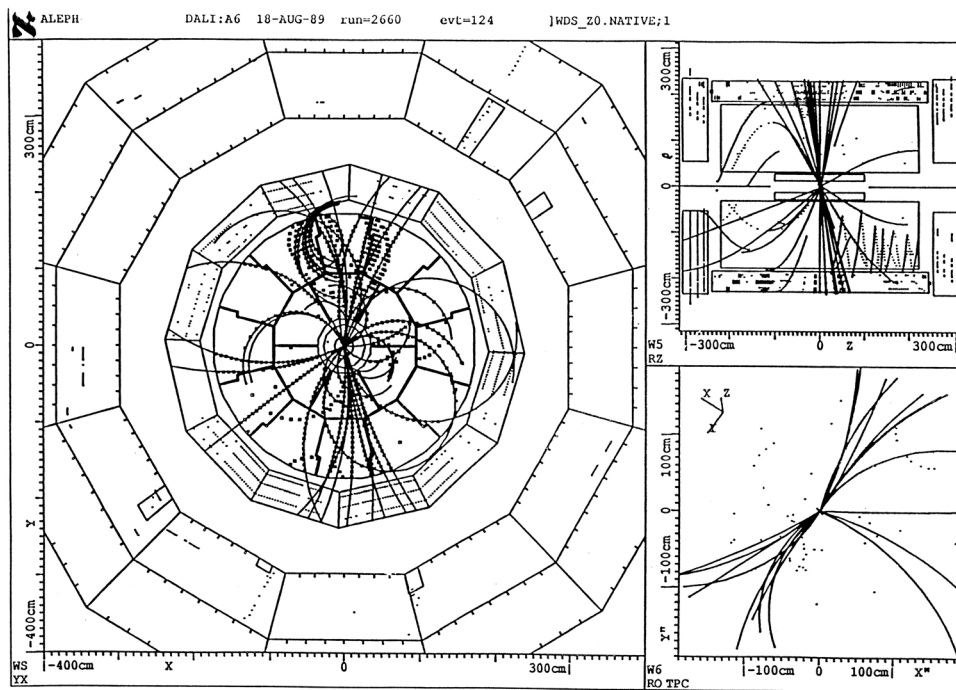 ALEPH DALI:A6 18-AUG-89 run=2660 evt=124 ]WDS_Z0.NATIVE;1
300cm
0
Y
|-400cm
WS |-400cm X 0 300cm|
YX
300cm
ρ
0
|-300cm
W5 |-300cm 0 Z 300cm|
RZ
X Z
Y
100cm
0
|-100cm
Y"
W6 |-100cm 0 100cm| X"
RO TPC